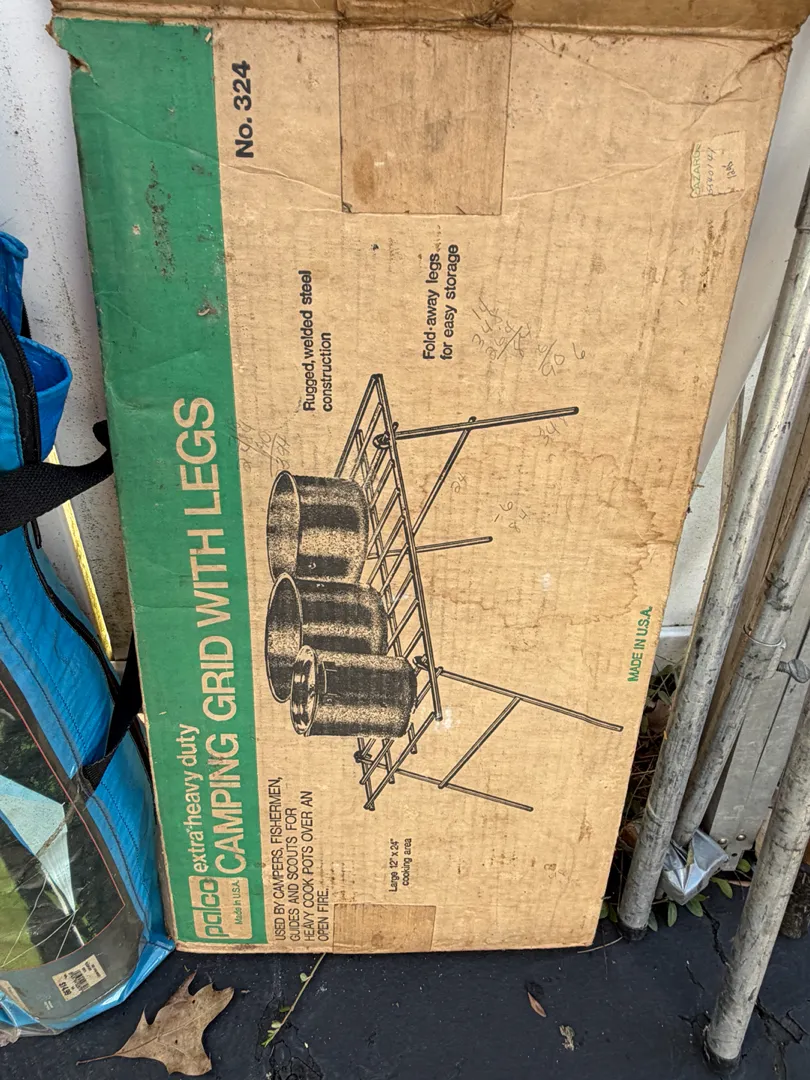 palco extra heavy duty
Made in U.S.A. CAMPING GRID WITH LEGS
No. 324
USED BY CAMPERS, FISHERMEN,
GUIDES AND SCOUTS FOR
HEAVY COOK POTS OVER AN
OPEN FIRE.
Rugged, welded steel
construction
Fold-away legs
for easy storage
Large 12" x 24"
cooking area
MADE IN U.S.A.